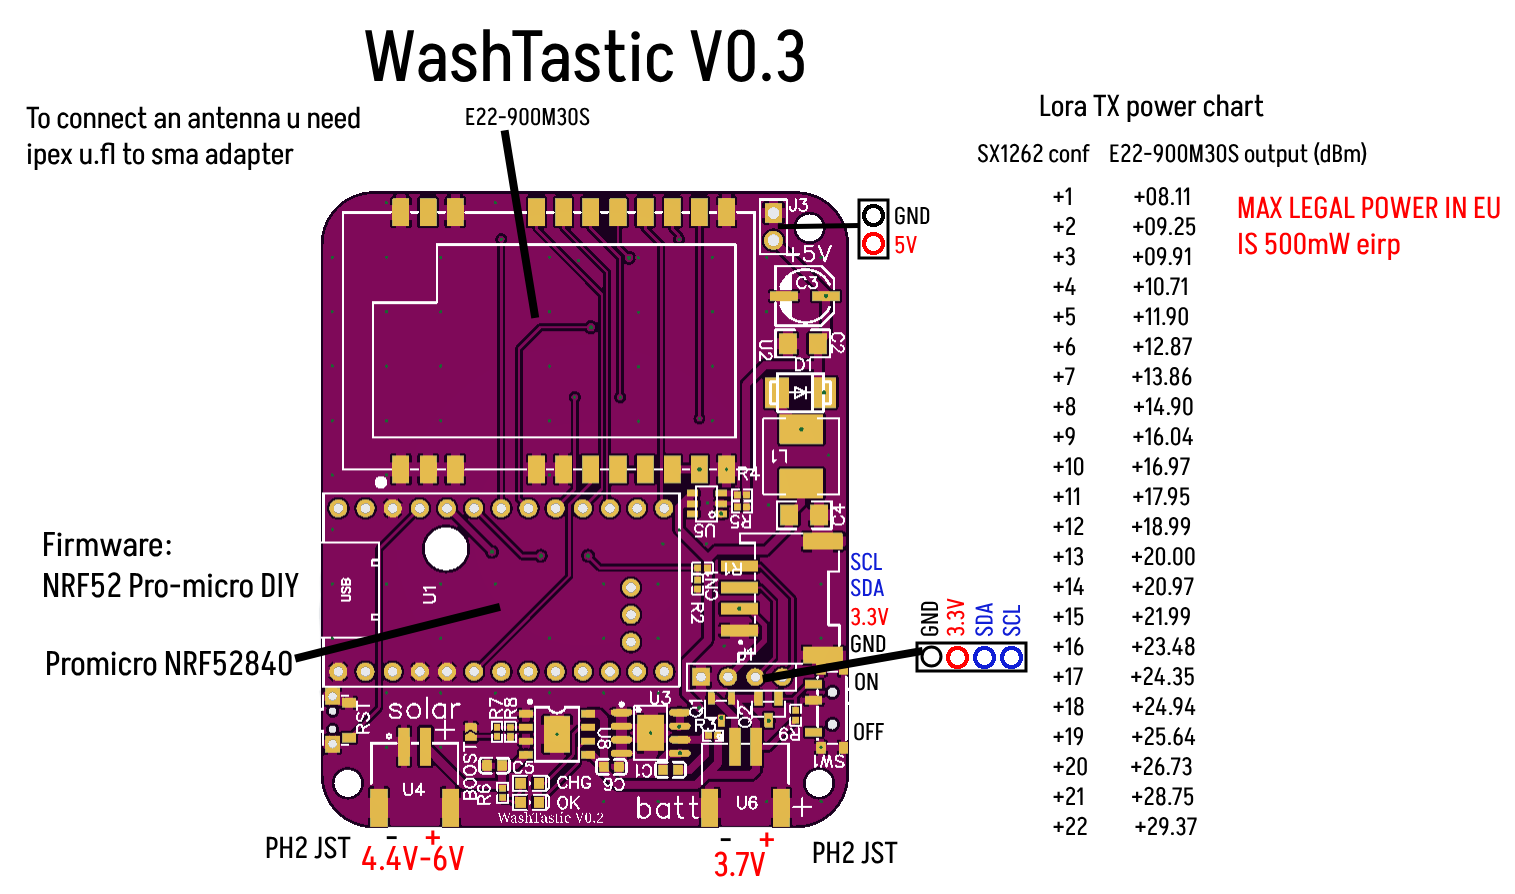 WashTastic V0.3
To connect an antenna u need
ipex u.fl to sma adapter
E22-900M30S
Lora TX power chart
SX1262 conf E22-900M30S output (dBm)
+1 +08.11
+2 +09.25
+3 +09.91
+4 +10.71
+5 +11.90
+6 +12.87
+7 +13.86
+8 +14.90
+9 +16.04
+10 +16.97
+11 +17.95
+12 +18.99
+13 +20.00
+14 +20.97
+15 +21.99
+16 +23.48
+17 +24.35
+18 +24.94
+19 +25.64
+20 +26.73
+21 +28.75
+22 +29.37
MAX LEGAL POWER IN EU
IS 500mW eirp
J3
GND
5V
+5V
C3
U2
C2
D1
L1
R4
U5
R5
C4
Firmware:
NRF52 Pro-micro DIY
Promicro NRF52840
USB
U1
R1
CN1
R2
SCL
SDA
3.3V
GND
GND
3.3V
SDA
SCL
ON
OFF
RST
solar
+
R7
R8
U8
U3
Q1
Q2
R9
SW1
BOOST
C5
R6
C6
C1
CHG
OK
U4
batt
U6
+
WashTastic V0.2
PH2 JST
- +
4.4V-6V
- +
3.7V
PH2 JST